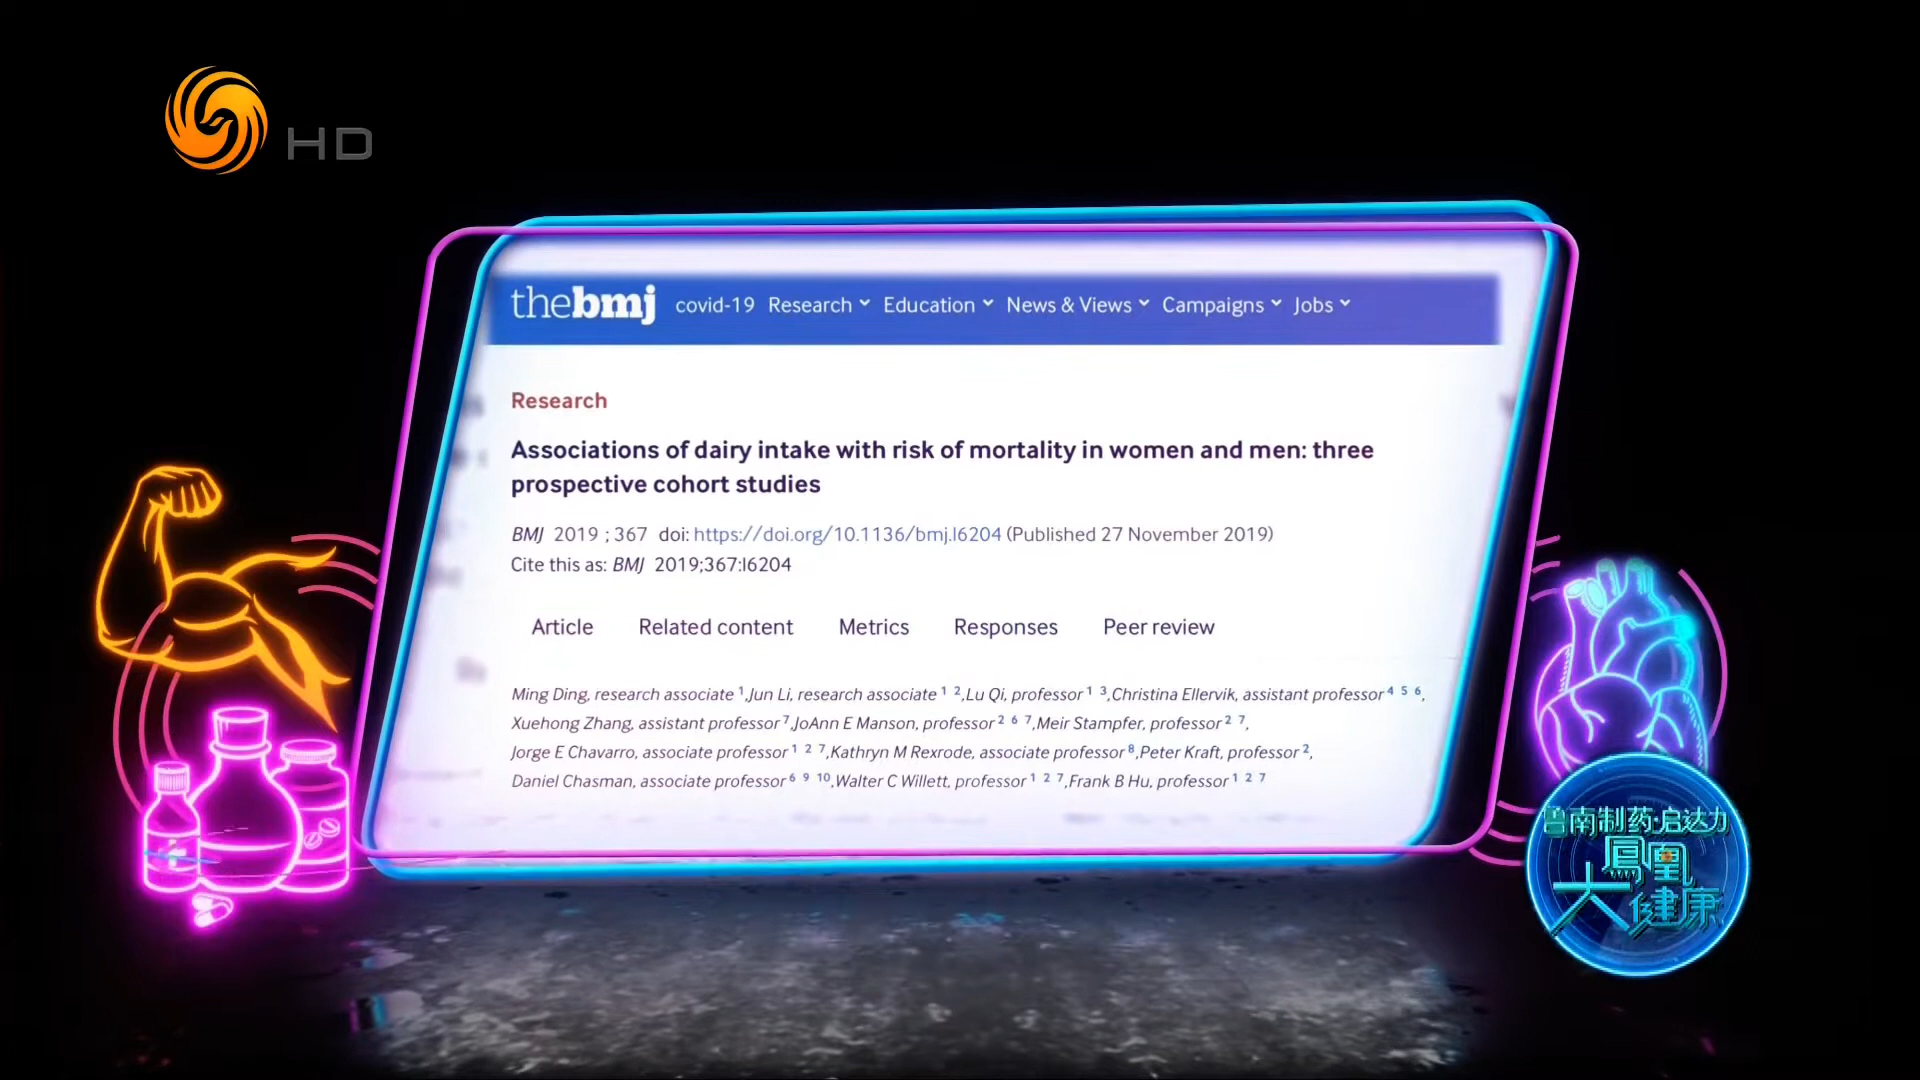 HD
thebmj covid-19 Research Education News & Views Campaigns Jobs
Research
Associations of dairy intake with risk of mortality in women and men: three
prospective cohort studies
BMJ 2019 ; 367 doi: https://doi.org/10.1136/bmj.l6204 (Published 27 November 2019)
Cite this as: BMJ 2019;367:l6204
Article Related content Metrics Responses Peer review
Ming Ding, research associate 1,Jun Li, research associate 1 2,Lu Qi, professor 1 3,Christina Ellervik, assistant professor 4 5 6,
Xuehong Zhang, assistant professor 7,JoAnn E Manson, professor 2 6 7,Meir Stampfer, professor 2 7,
Jorge E Chavarro, associate professor 1 2 7,Kathryn M Rexrode, associate professor 8,Peter Kraft, professor 2,
Daniel Chasman, associate professor 6 9 10,Walter C Willett, professor 1 2 7,Frank B Hu, professor 1 2 7
鲁南制药·启达力
鳳凰
大健康